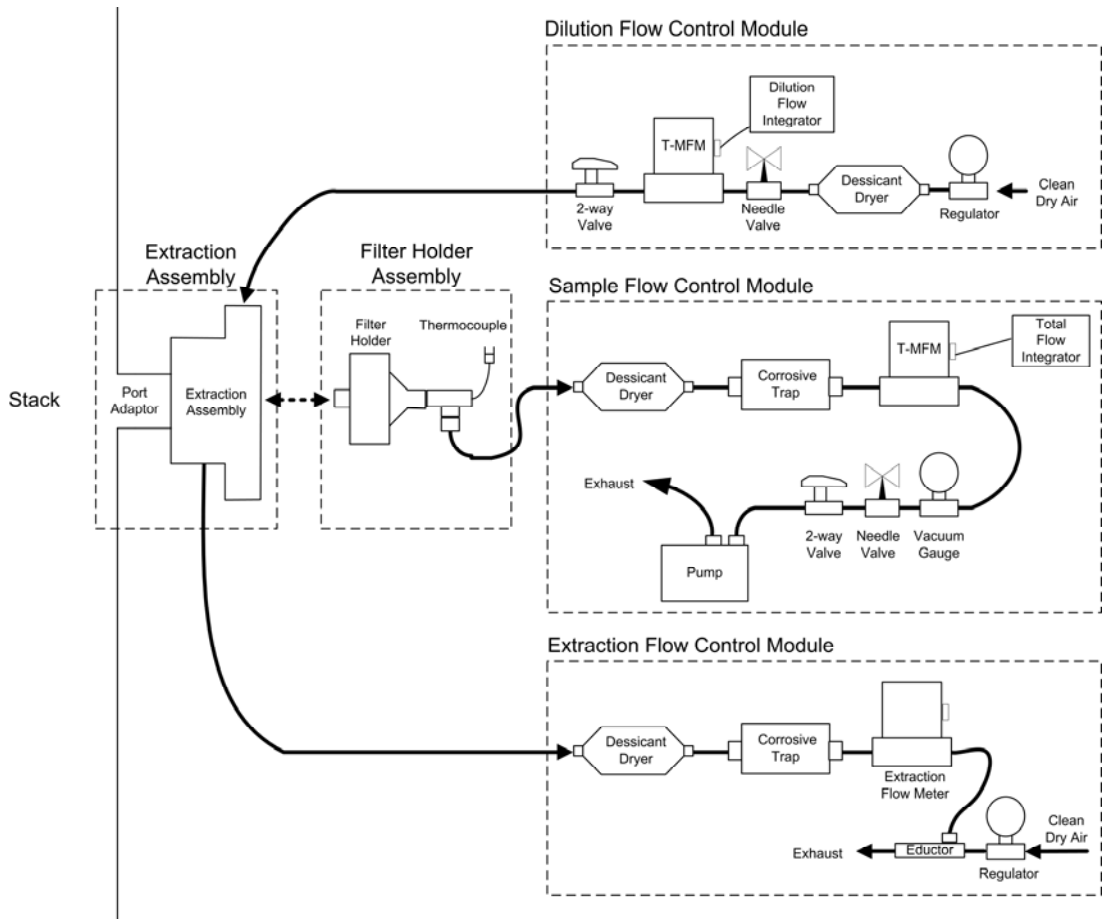 Dilution Flow Control Module
Dilution
Flow
Integrator
T-MFM
2-way
Valve
Needle
Valve
Dessicant
Dryer
Regulator
Clean
Dry Air
Extraction
Assembly
Filter Holder
Assembly
Sample Flow Control Module
Stack
Port
Adaptor
Extraction
Assembly
Filter
Holder
Thermocouple
Dessicant
Dryer
Corrosive
Trap
T-MFM
Total
Flow
Integrator
Exhaust
Pump
2-way
Valve
Needle
Valve
Vacuum
Gauge
Extraction Flow Control Module
Dessicant
Dryer
Corrosive
Trap
Extraction
Flow Meter
Exhaust
Eductor
Regulator
Clean
Dry Air